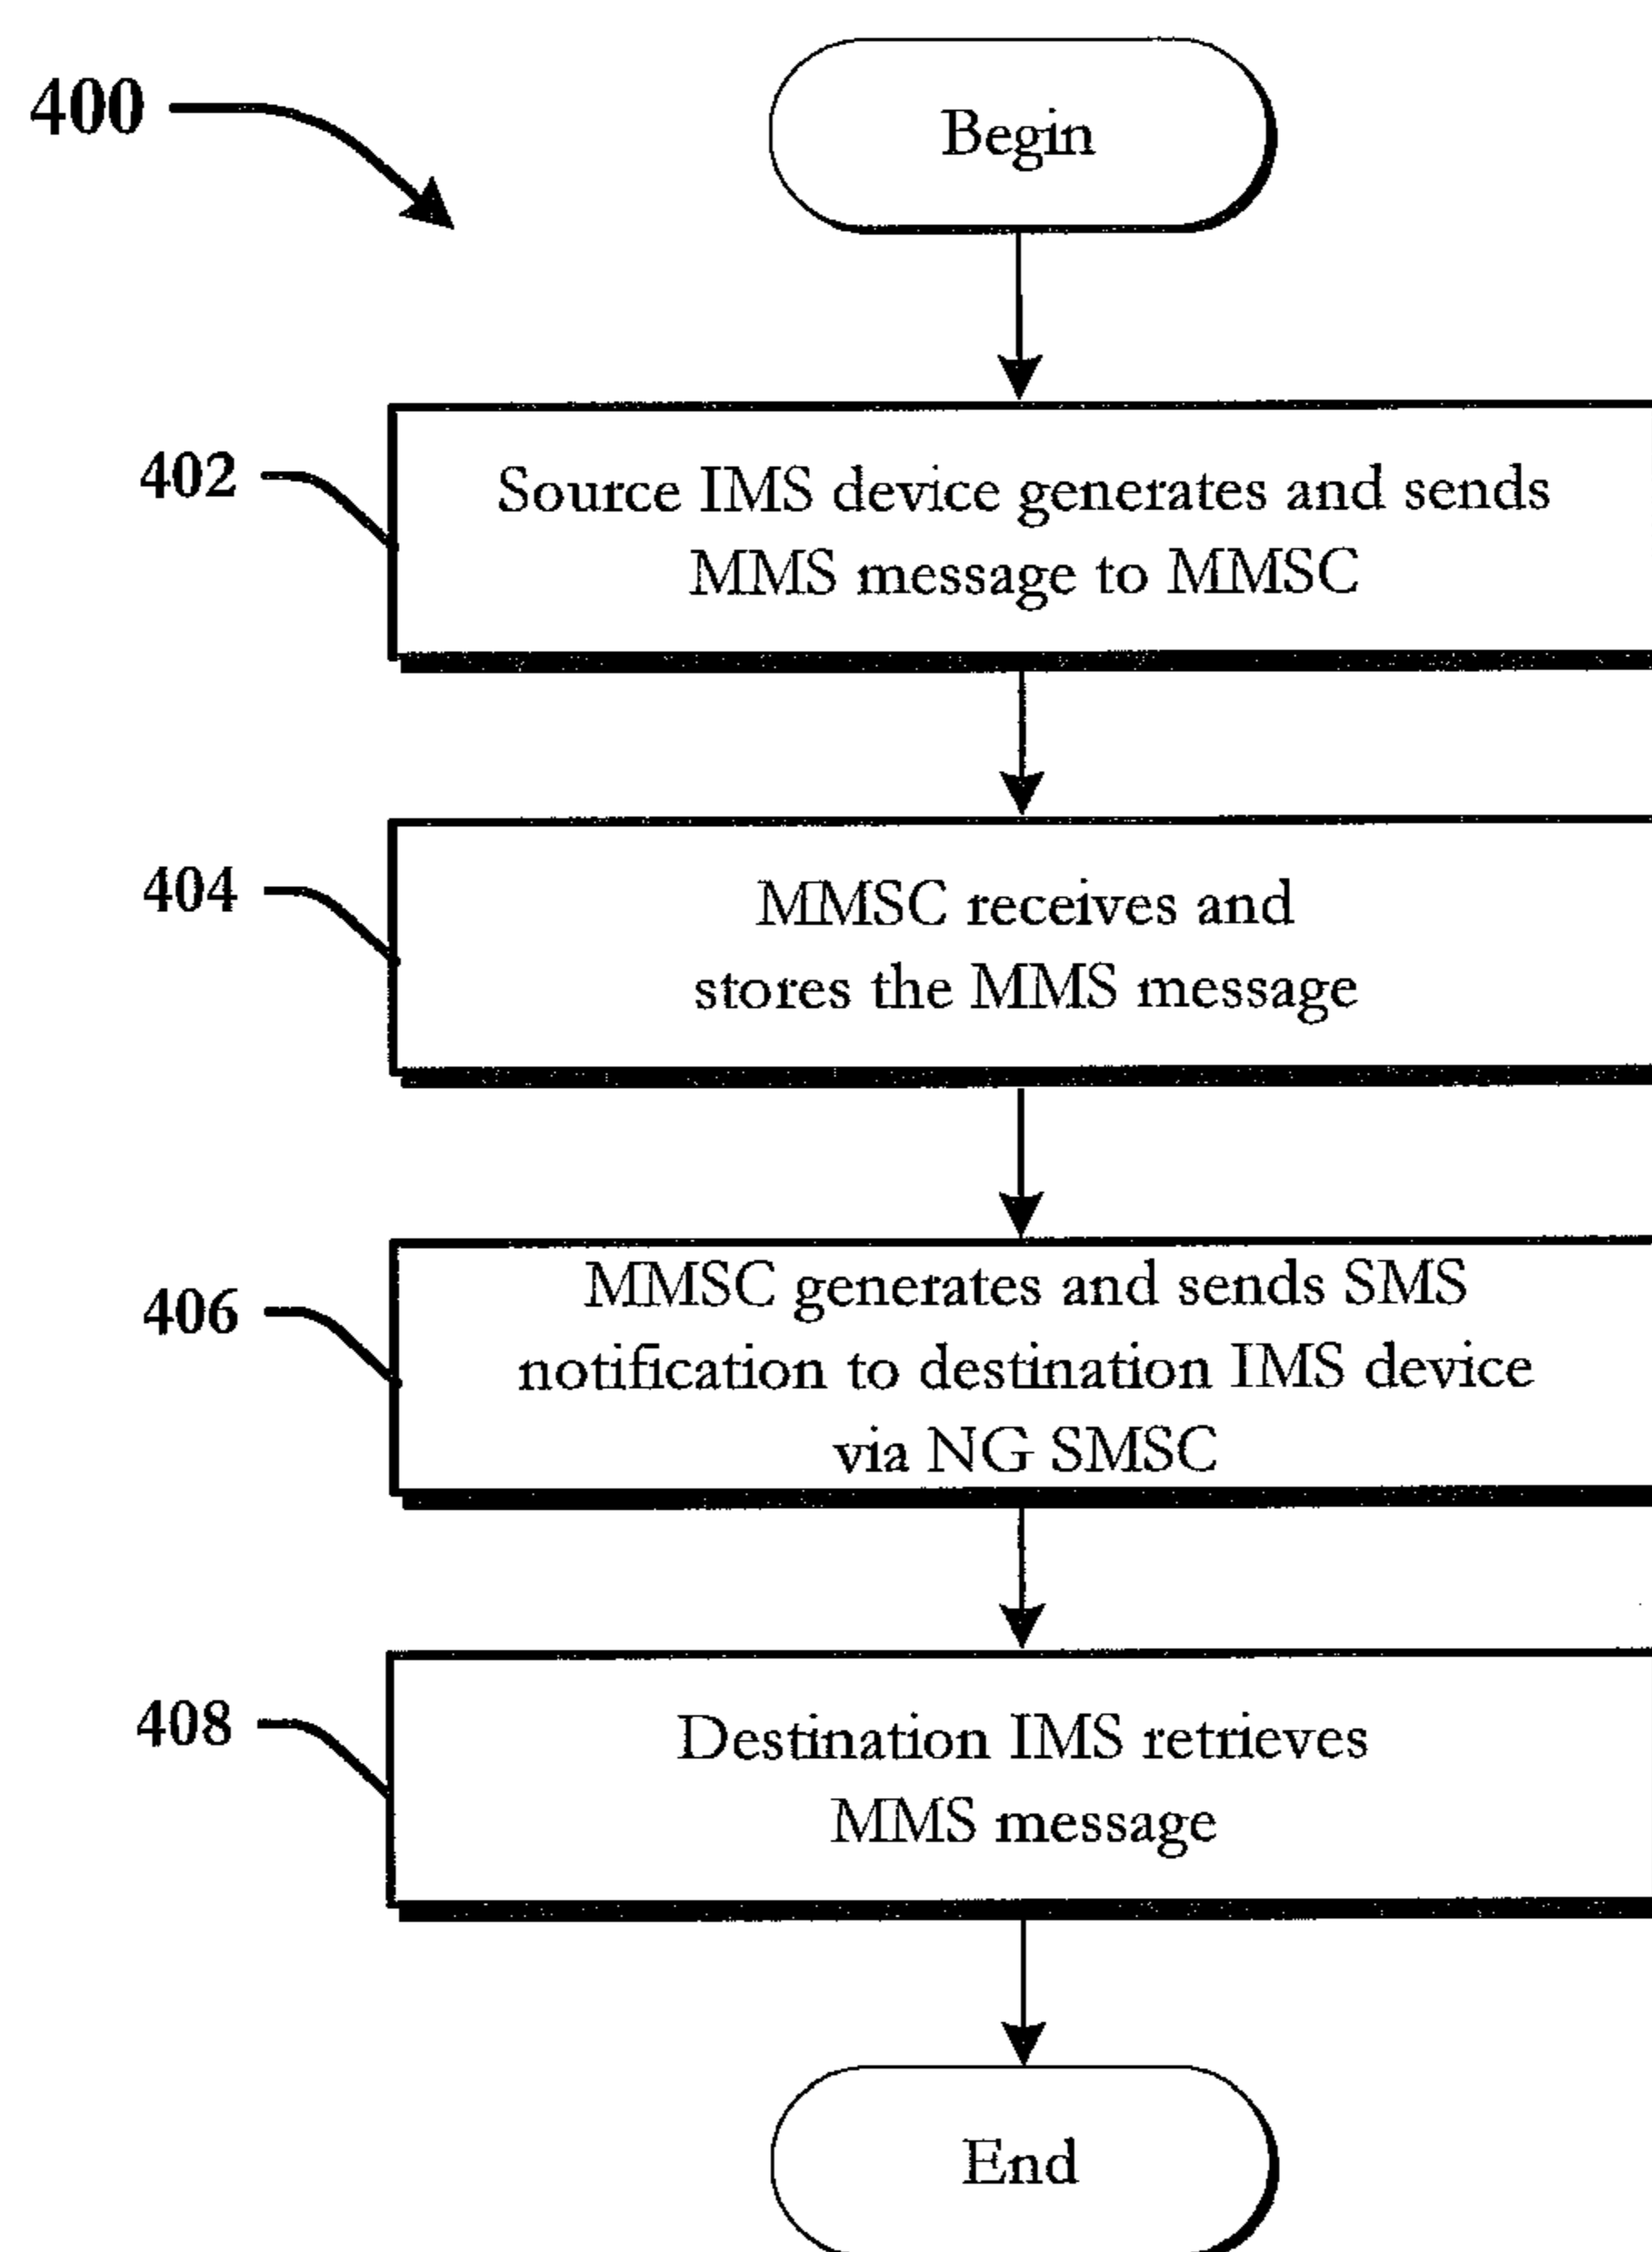 400
Begin
402
Source IMS device generates and sends
MMS message to MMSC
404
MMSC receives and
stores the MMS message
406
MMSC generates and sends SMS
notification to destination IMS device
via NG SMSC
408
Destination IMS retrieves
MMS message
End